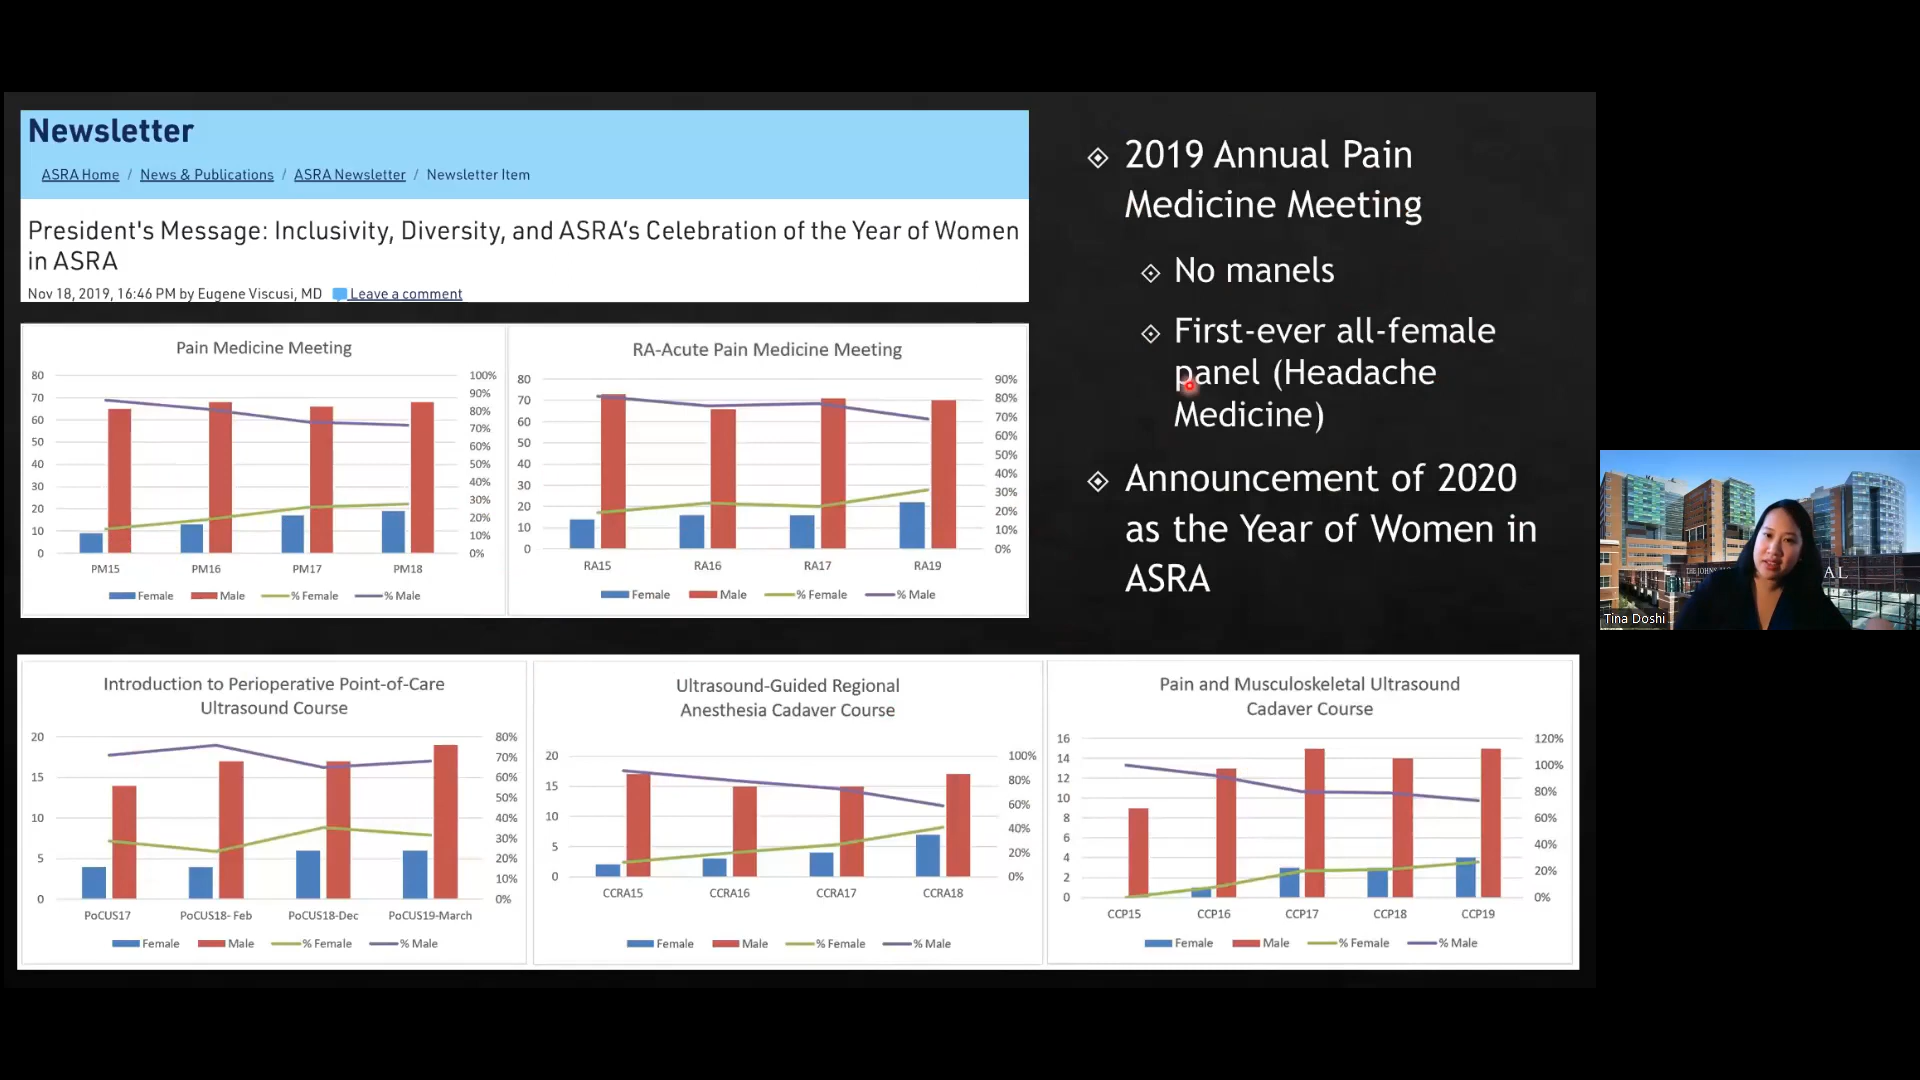 Newsletter
ASRA Home / News & Publications / ASRA Newsletter / Newsletter Item
President's Message: Inclusivity, Diversity, and ASRA's Celebration of the Year of Women
in ASRA
Nov 18, 2019, 16:46 PM by Eugene Viscusi, MD Leave a comment
Pain Medicine Meeting
80 70 60 50 40 30 20 10 0
100% 90% 80% 70% 60% 50% 40% 30% 20% 10% 0%
PM15 PM16 PM17 PM18
Female Male % Female % Male
RA-Acute Pain Medicine Meeting
80 70 60 50 40 30 20 10 0
90% 80% 70% 60% 50% 40% 30% 20% 10% 0%
RA15 RA16 RA17 RA19
Female Male % Female % Male
2019 Annual Pain
Medicine Meeting
No manels
First-ever all-female
panel (Headache
Medicine)
Announcement of 2020
as the Year of Women in
ASRA
Introduction to Perioperative Point-of-Care
Ultrasound Course
20 15 10 5 0
80% 70% 60% 50% 40% 30% 20% 10% 0%
PoCUS17 PoCUS18- Feb PoCUS18-Dec PoCUS19-March
Female Male % Female % Male
Ultrasound-Guided Regional
Anesthesia Cadaver Course
20 15 10 5 0
100% 80% 60% 40% 20% 0%
CCRA15 CCRA16 CCRA17 CCRA18
Female Male % Female % Male
Pain and Musculoskeletal Ultrasound
Cadaver Course
16 14 12 10 8 6 4 2 0
120% 100% 80% 60% 40% 20% 0%
CCP15 CCP16 CCP17 CCP18 CCP19
Female Male % Female % Male
Tina Doshi